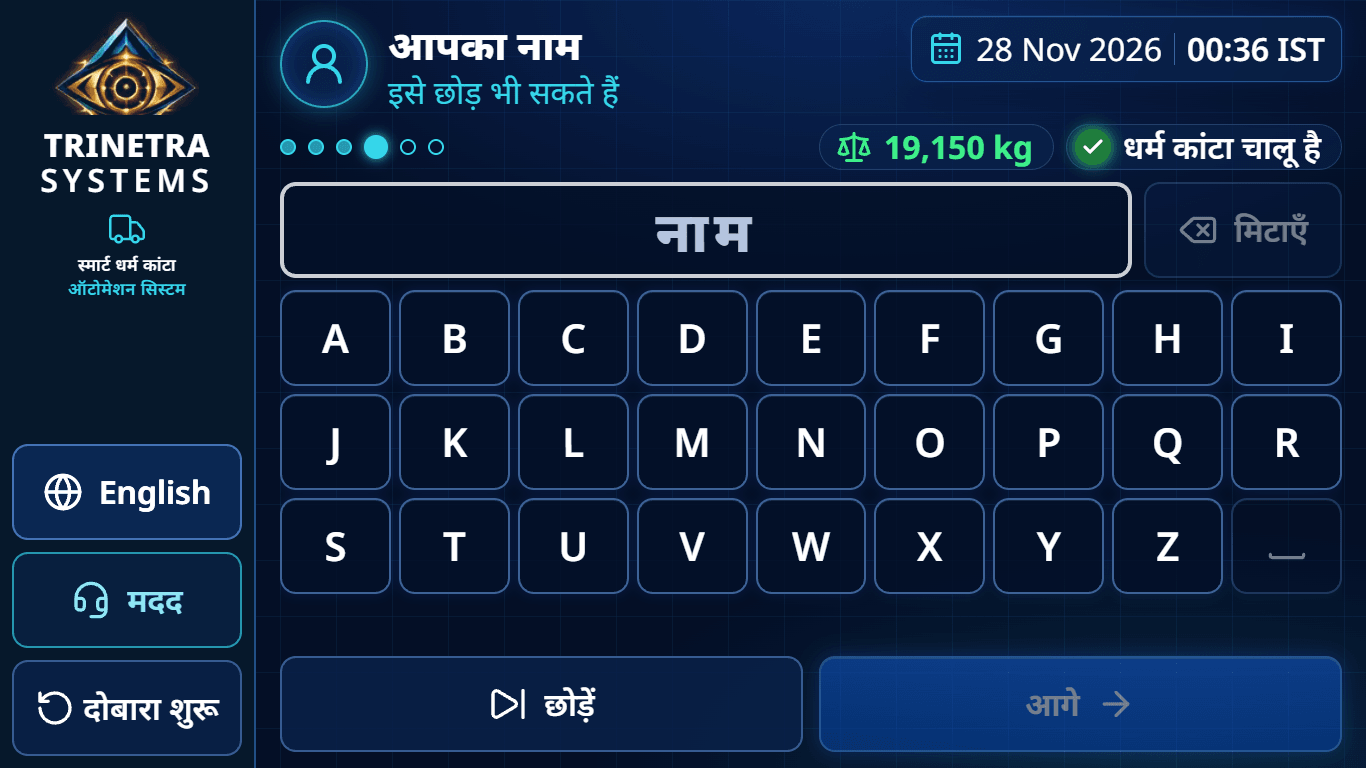 TRINETRA
SYSTEMS
स्मार्ट धर्म कांटा
ऑटोमेशन सिस्टम
English
मदद
दोबारा शुरू
आपका नाम
इसे छोड़ भी सकते हैं
28 Nov 2026 00:36 IST
19,150 kg
धर्म कांटा चालू है
नाम
मिटाएँ
A B C D E F G H I
J K L M N O P Q R
S T U V W X Y Z
छोड़ें
आगे